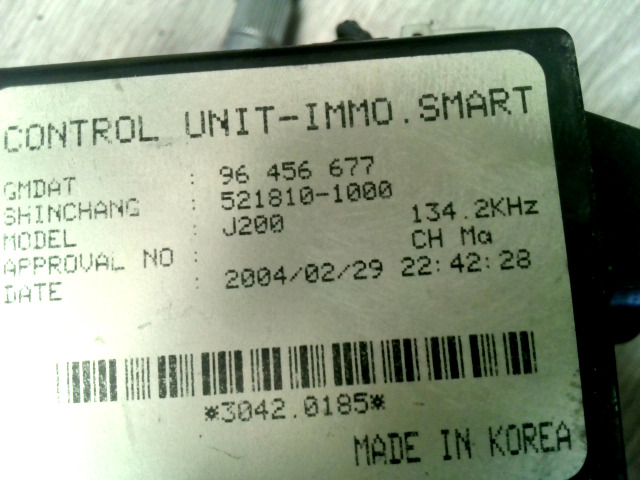 CONTROL UNIT-IMMO.SMART
GMDAT : 96 456 677
SHINCHANG : 521810-1000
MODEL : J200 134.2KHz
APPROVAL NO : CH Ma
DATE : 2004/02/29 22:42:28
*3042.0185*
MADE IN KOREA